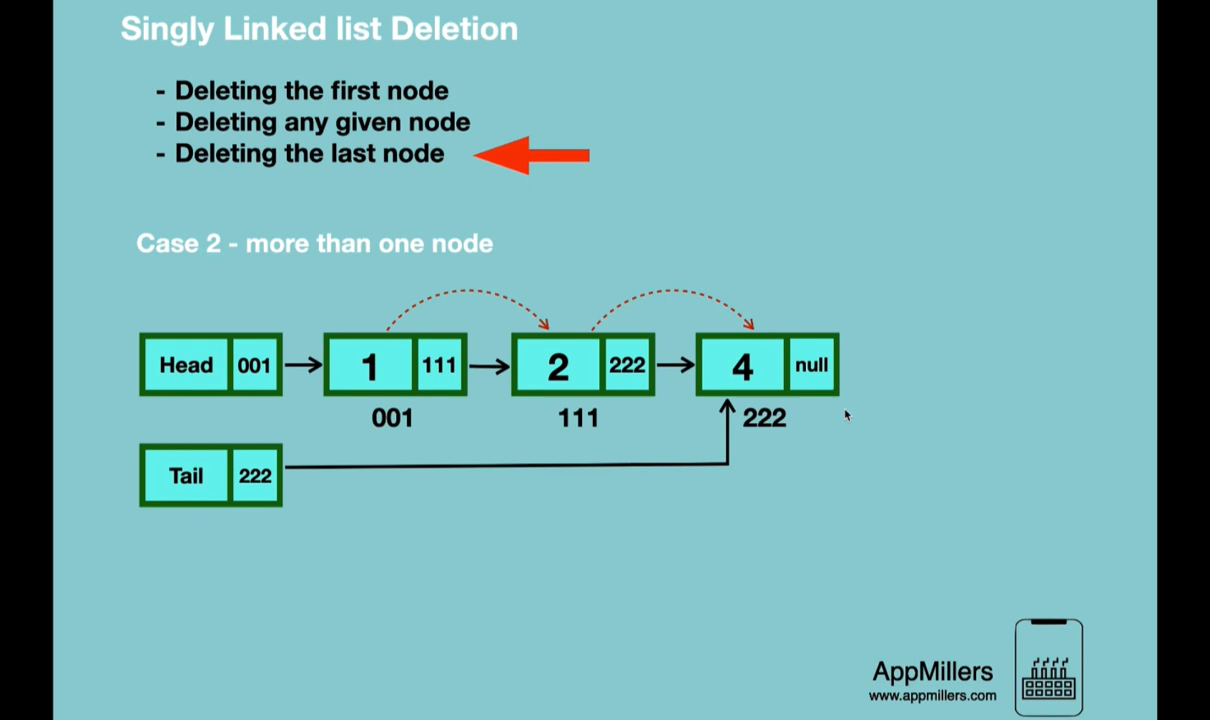 Singly Linked list Deletion
- Deleting the first node
- Deleting any given node
- Deleting the last node
Case 2 - more than one node
Head 001 1 111 2 222 4 null
001 111 222
Tail 222
AppMillers
www.appmillers.com